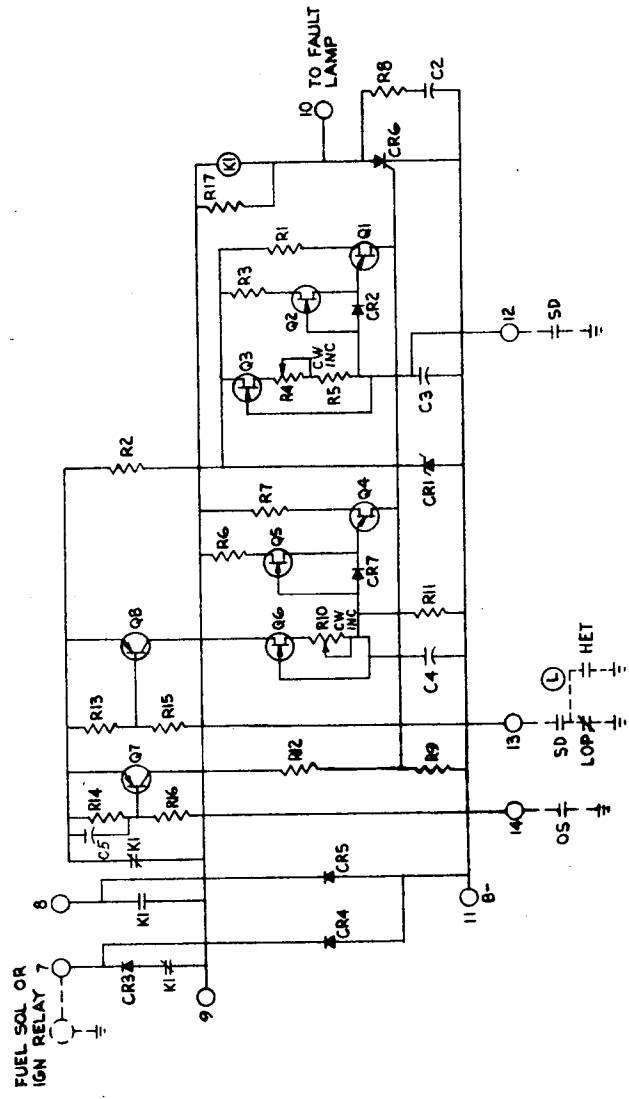 FUEL SOL OR
IGN RELAY
7
8
9
CR3
K1
K1
K1
C5
R14
R16
Q7
R13
R15
Q8
R2
CR4
CR5
11
B-
R12
R9
Q6
R10
CW
INC
C4
R11
CR7
Q5
R6
R7
Q4
CR1
Q3
R4
CW
INC
R5
C3
CR2
Q2
R3
R1
Q1
R17
K1
CR6
10
TO FAULT
LAMP
R8
C2
14
OS
13
SD
LOP
L
HET
12
SD